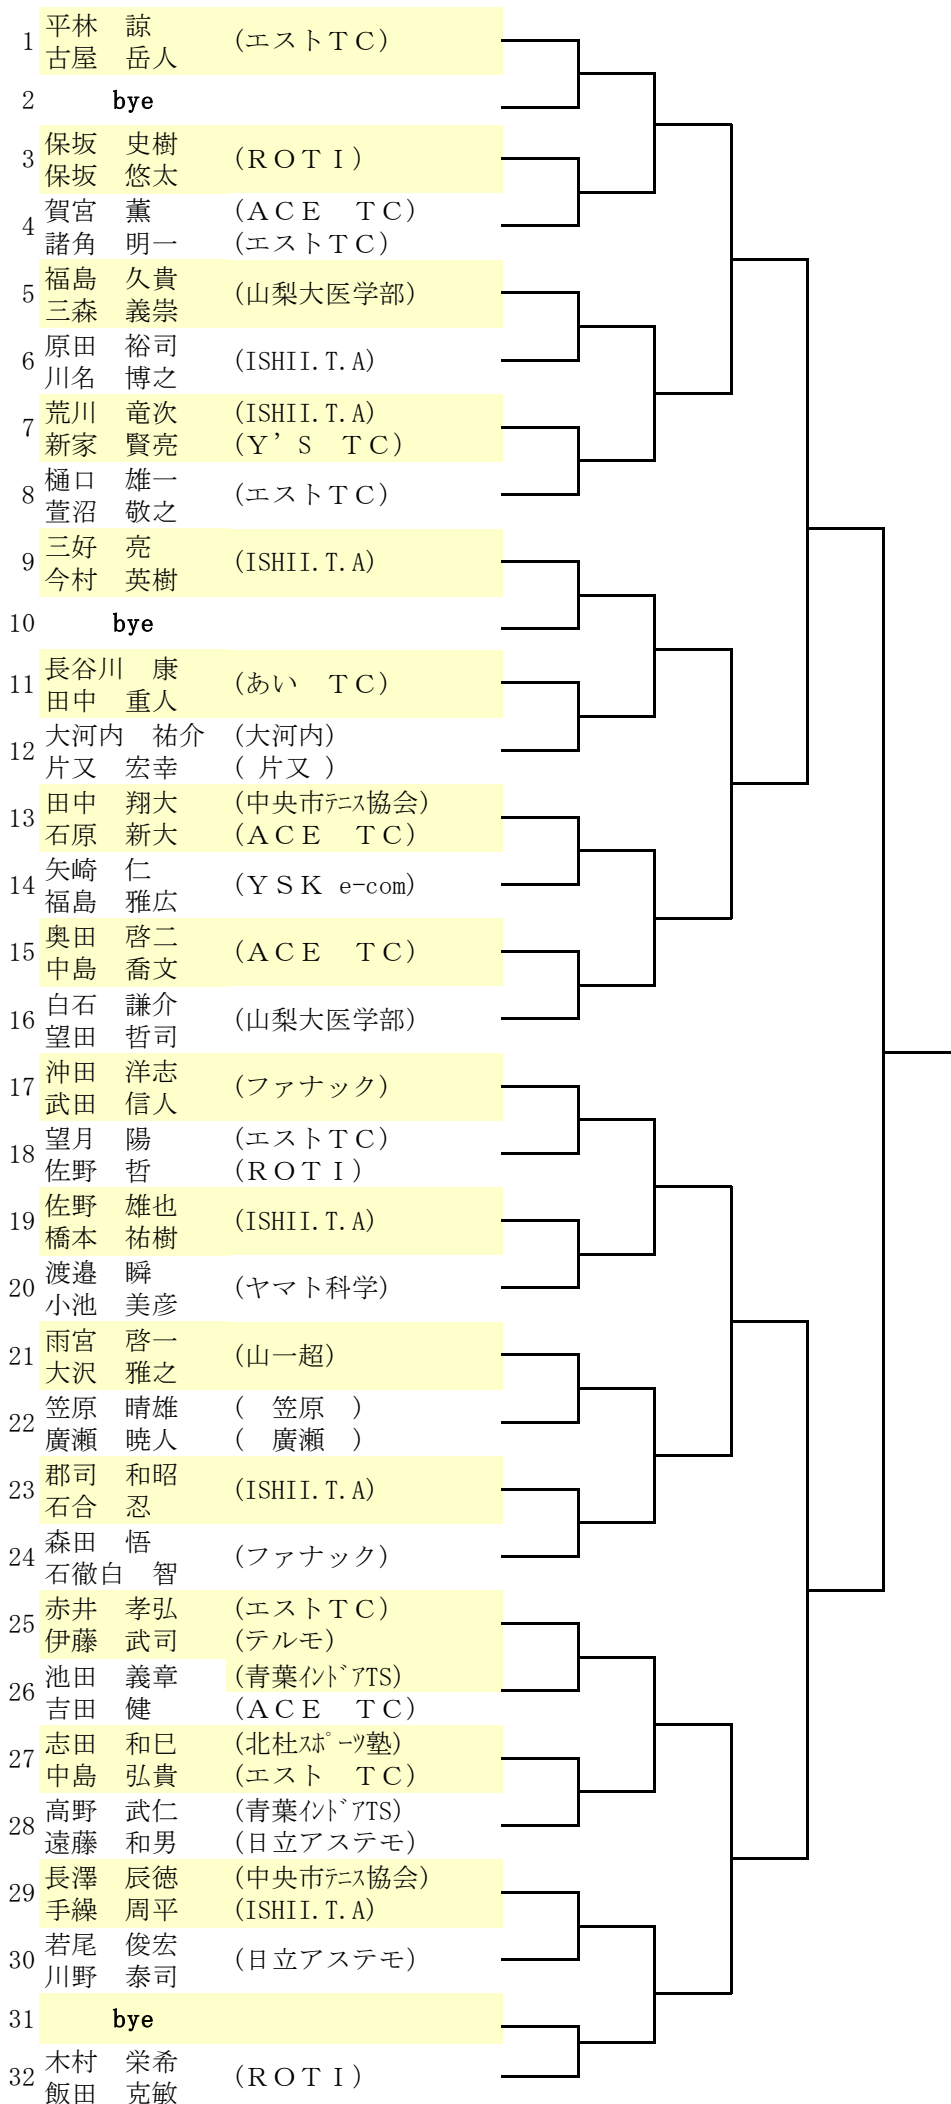 1 平林　諒 (エストＴＣ)
古屋　岳人
2 bye
3 保坂　史樹 (ＲＯＴＩ)
保坂　悠太
4 賀宮　薫 (ＡＣＥ　ＴＣ)
諸角　明一 (エストＴＣ)
5 福島　久貴 (山梨大医学部)
三森　義崇
6 原田　裕司 (ISHII.T.A)
川名　博之
7 荒川　竜次 (ISHII.T.A)
新家　賢亮 (Ｙ’Ｓ　ＴＣ)
8 樋口　雄一 (エストＴＣ)
萱沼　敬之
9 三好　亮 (ISHII.T.A)
今村　英樹
10 bye
11 長谷川　康 (あい　ＴＣ)
田中　重人
12 大河内　祐介 (大河内)
片又　宏幸 ( 片又 )
13 田中　翔大 (中央市ﾃﾆｽ協会)
石原　新大 (ＡＣＥ　ＴＣ)
14 矢崎　仁 (ＹＳＫ e-com)
福島　雅広
15 奥田　啓二 (ＡＣＥ　ＴＣ)
中島　喬文
16 白石　謙介 (山梨大医学部)
望田　哲司
17 沖田　洋志 (ファナック)
武田　信人
18 望月　陽 (エストＴＣ)
佐野　哲 (ＲＯＴＩ)
19 佐野　雄也 (ISHII.T.A)
橋本　祐樹
20 渡邉　瞬 (ヤマト科学)
小池　美彦
21 雨宮　啓一 (山一超)
大沢　雅之
22 笠原　晴雄 (　笠原　)
廣瀬　暁人 (　廣瀬　)
23 郡司　和昭 (ISHII.T.A)
石合　忍
24 森田　悟 (ファナック)
石徹白　智
25 赤井　孝弘 (エストＴＣ)
伊藤　武司 (テルモ)
26 池田　義章 (青葉ｲﾝﾄﾞｱTS)
吉田　健 (ＡＣＥ　ＴＣ)
27 志田　和巳 (北杜ｽﾎﾟｰﾂ塾)
中島　弘貴 (エスト　ＴＣ)
28 高野　武仁 (青葉ｲﾝﾄﾞｱTS)
遠藤　和男 (日立アステモ)
29 長澤　辰徳 (中央市ﾃﾆｽ協会)
手繰　周平 (ISHII.T.A)
30 若尾　俊宏 (日立アステモ)
川野　泰司
31 bye
32 木村　栄希 (ＲＯＴＩ)
飯田　克敏